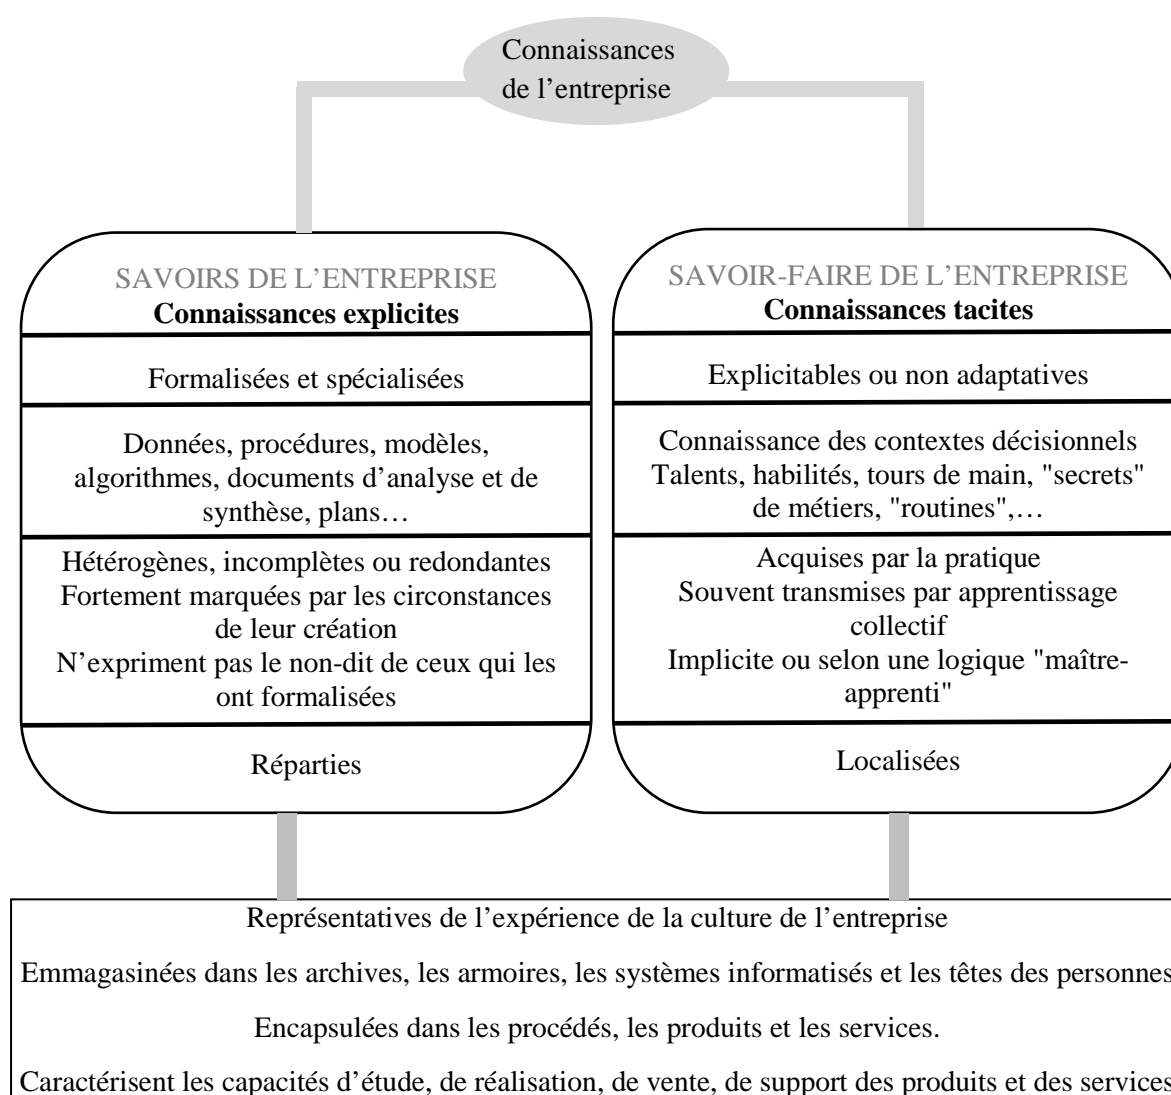 Connaissances
de l’entreprise
SAVOIRS DE L’ENTREPRISE
Connaissances explicites
Formalisées et spécialisées
Données, procédures, modèles,
algorithmes, documents d’analyse et de
synthèse, plans…
Hétérogènes, incomplètes ou redondantes
Fortement marquées par les circonstances
de leur création
N’expriment pas le non-dit de ceux qui les
ont formalisées
Réparties
SAVOIR-FAIRE DE L’ENTREPRISE
Connaissances tacites
Explicitables ou non adaptatives
Connaissance des contextes décisionnels
Talents, habilités, tours de main, "secrets"
de métiers, "routines",…
Acquises par la pratique
Souvent transmises par apprentissage
collectif
Implicite ou selon une logique "maître-
apprenti"
Localisées
Représentatives de l’expérience de la culture de l’entreprise
Emmagasinées dans les archives, les armoires, les systèmes informatisés et les têtes des personnes
Encapsulées dans les procédés, les produits et les services.
Caractérisent les capacités d’étude, de réalisation, de vente, de support des produits et des services